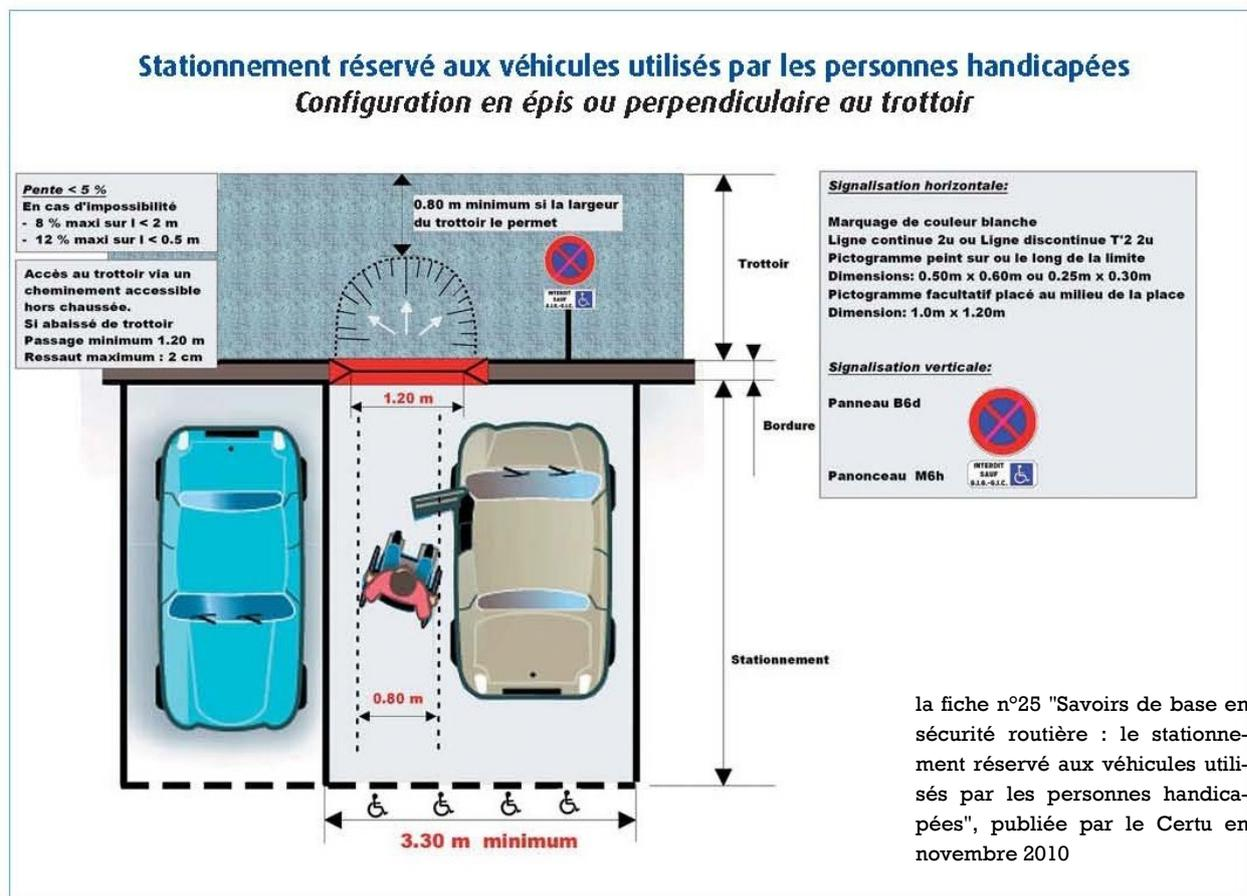 Stationnement réservé aux véhicules utilisés par les personnes handicapées
Configuration en épis ou perpendiculaire au trottoir
Pente < 5 %
En cas d'impossibilité
- 8 % maxi sur l < 2 m
- 12 % maxi sur l < 0.5 m
Accès au trottoir via un
cheminement accessible
hors chaussée.
Si abaissé de trottoir
Passage minimum 1.20 m
Ressaut maximum : 2 cm
0.80 m minimum si la largeur
du trottoir le permet
INTERDIT
SAUF
G.I.G.-G.I.C.
Trottoir
Bordure
Stationnement
1.20 m
0.80 m
3.30 m minimum
Signalisation horizontale:
Marquage de couleur blanche
Ligne continue 2u ou Ligne discontinue T'2 2u
Pictogramme peint sur ou le long de la limite
Dimensions: 0.50m x 0.60m ou 0.25m x 0.30m
Pictogramme facultatif placé au milieu de la place
Dimension: 1.0m x 1.20m
Signalisation verticale:
Panneau B6d
Panonceau M6h
INTERDIT
SAUF
G.I.G.-G.I.C.
la fiche n°25 "Savoirs de base en
sécurité routière : le stationne-
ment réservé aux véhicules utili-
sés par les personnes handica-
pées", publiée par le Certu en
novembre 2010